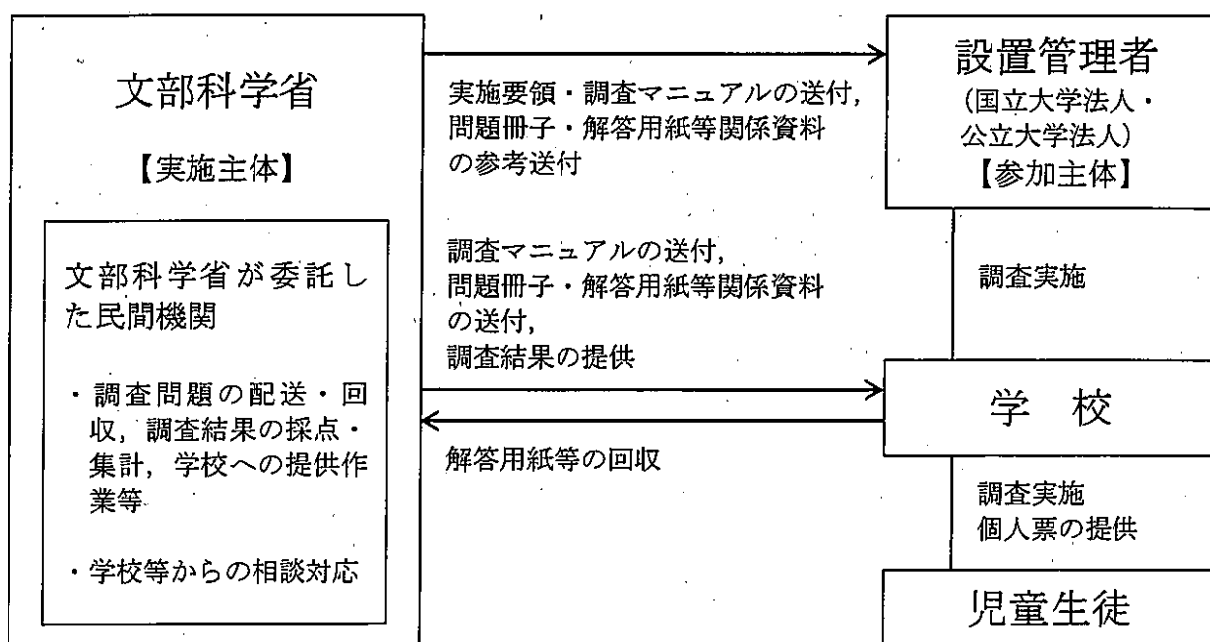 文部科学省
【実施主体】
文部科学省が委託し
た民間機関
・調査問題の配送・回
収，調査結果の採点・
集計，学校への提供作
業等
・学校等からの相談対応
実施要領・調査マニュアルの送付，
問題冊子・解答用紙等関係資料
の参考送付
調査マニュアルの送付，
問題冊子・解答用紙等関係資料
の送付，
調査結果の提供
解答用紙等の回収
設置管理者
（国立大学法人・
公立大学法人）
【参加主体】
調査実施
学　校
調査実施
個人票の提供
児童生徒